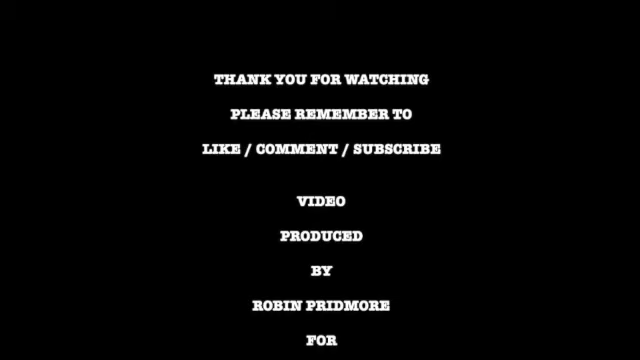 THANK YOU FOR WATCHING
PLEASE REMEMBER TO
LIKE / COMMENT / SUBSCRIBE
VIDEO
PRODUCED
BY
ROBIN PRIDMORE
FOR